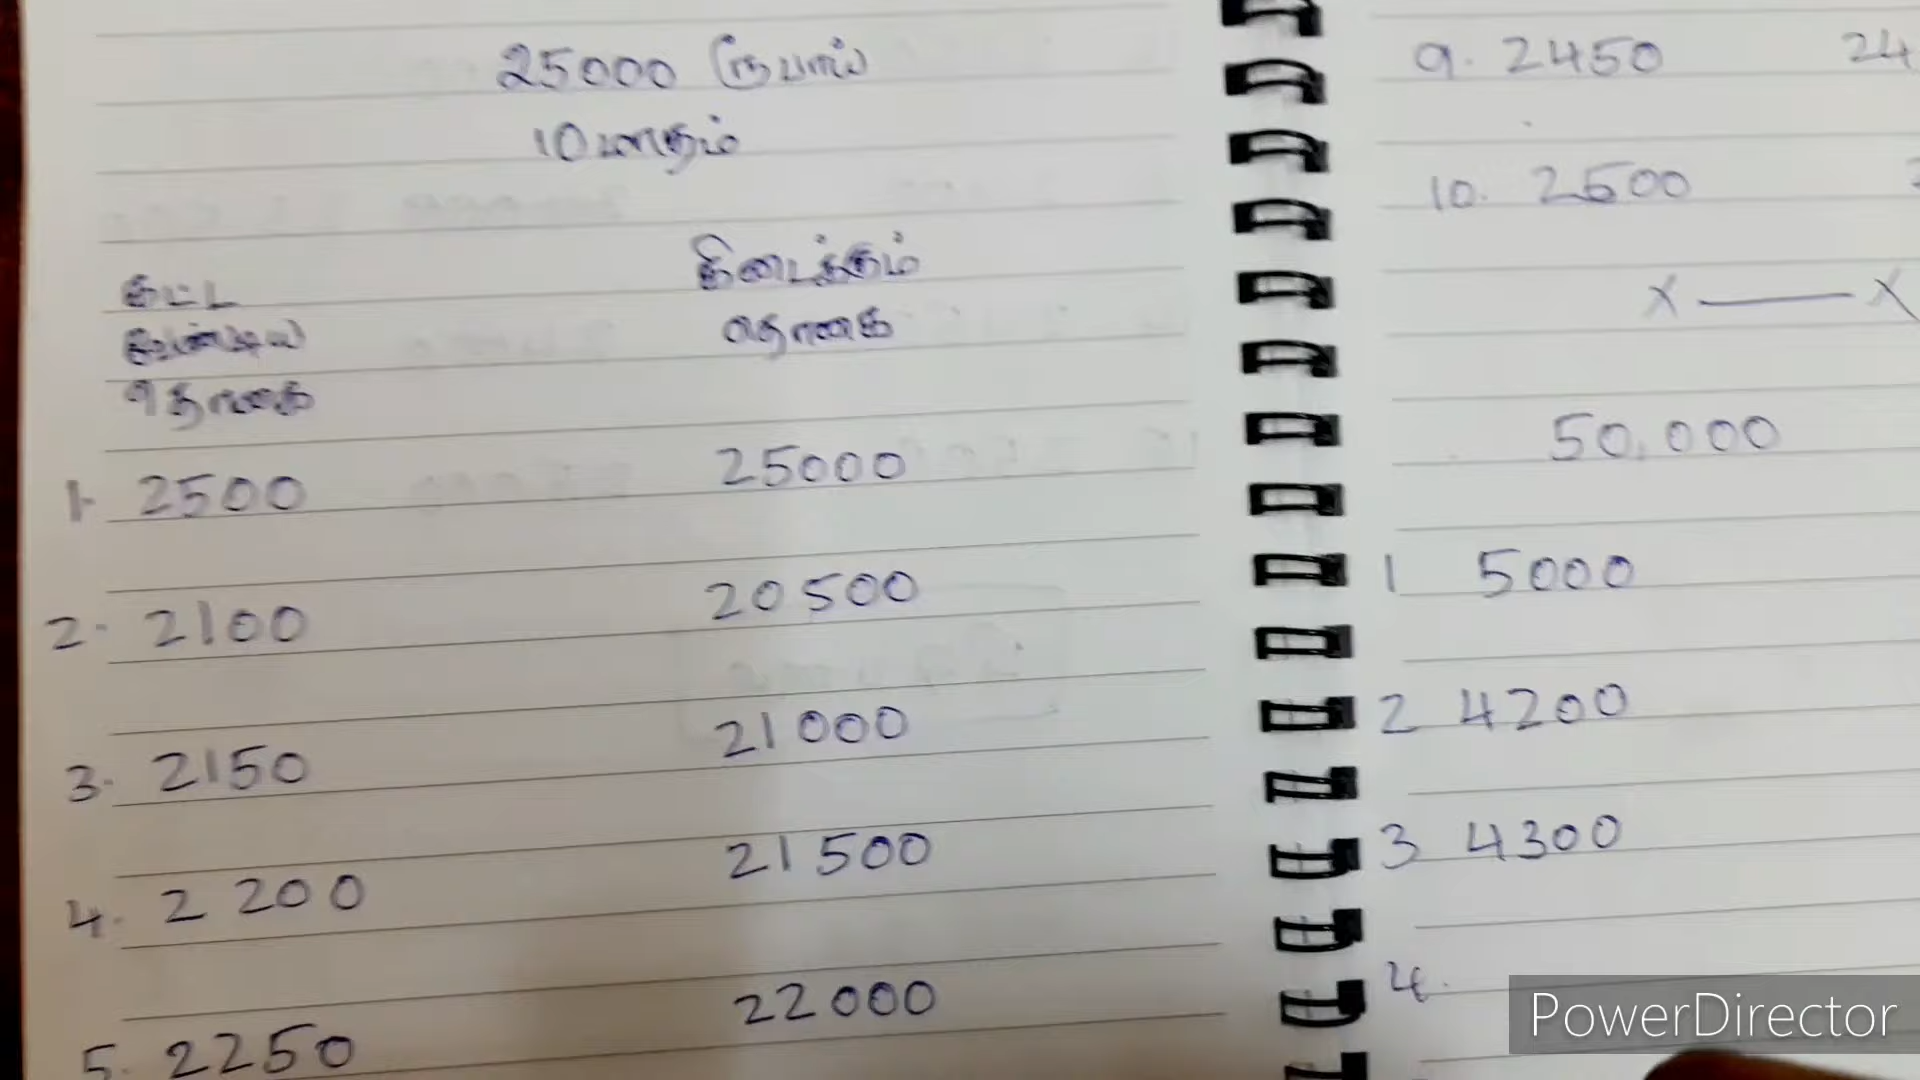 25000 ரூபாய்
10 மாதம்
கட்ட
வேண்டிய
தொகை
கிடைக்கும்
தொகை
1. 2500 25000
2. 2100 20500
3. 2150 21000
4. 2200 21500
5. 2250 22000
9. 2450 24
10. 2500
x — x
50,000
1 5000
2 4200
3 4300
4.
PowerDirector